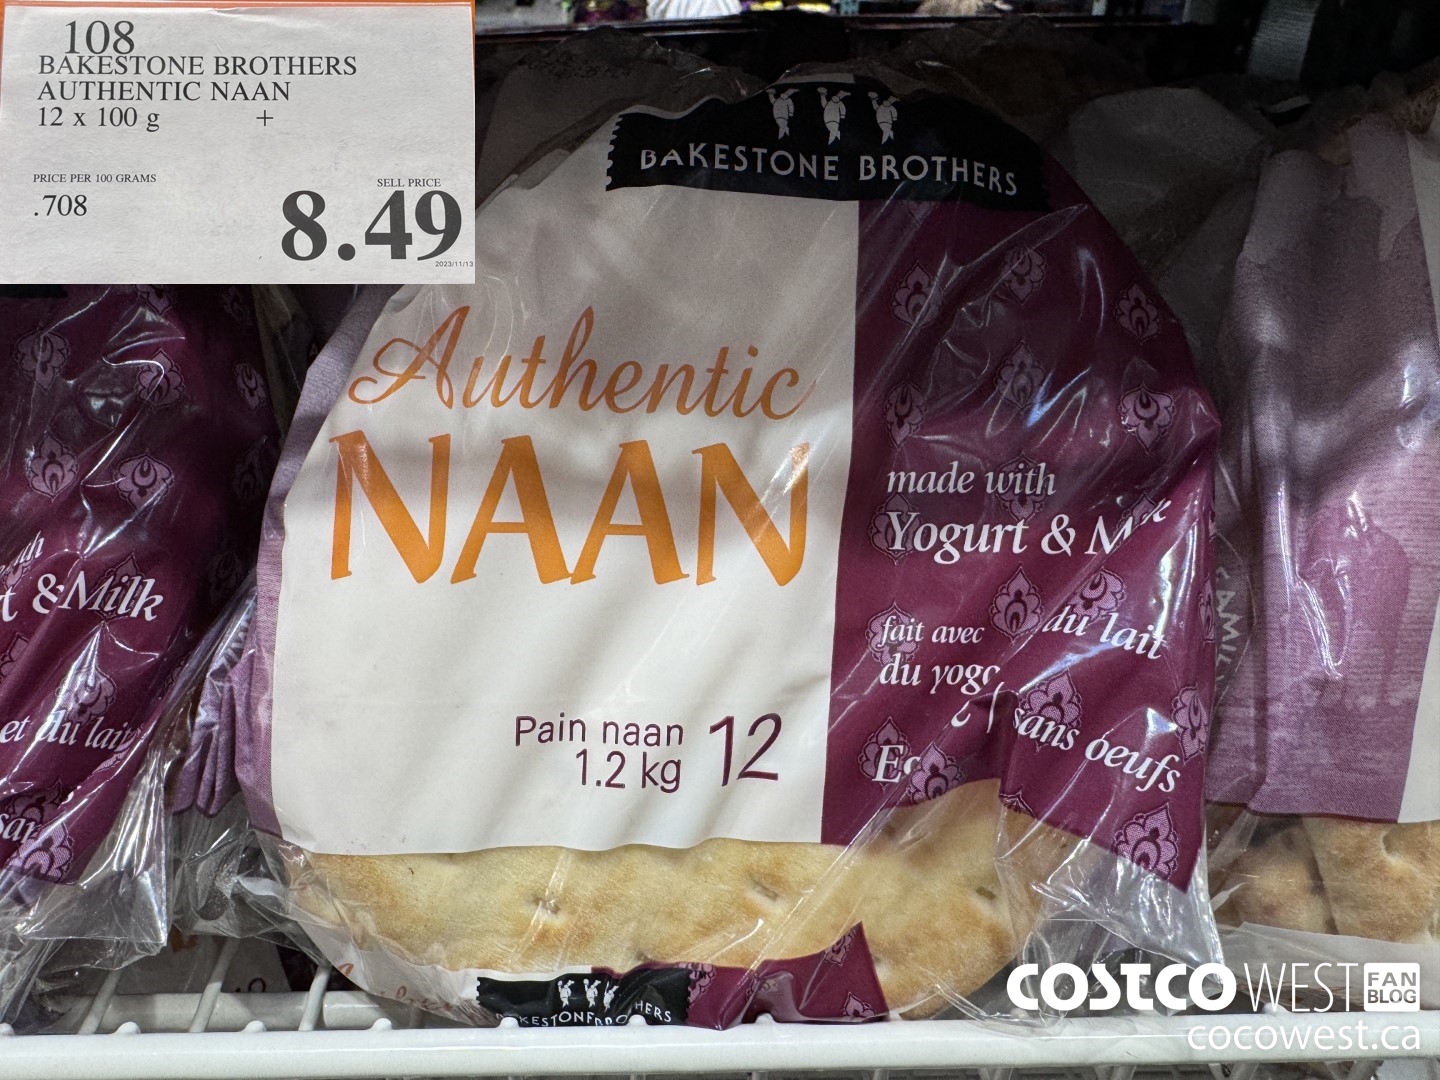 108
BAKESTONE BROTHERS
AUTHENTIC NAAN
12 x 100 g +
PRICE PER 100 GRAMS
.708
SELL PRICE
8.49
2023/11/13
BAKESTONE BROTHERS
Authentic
NAAN
made with
Yogurt &
fait avec
du lait
du
sans oeufs
Pain naan
1.2 kg
12
& Milk
et du lait
COSTCO WEST FAN BLOG
cocowest.ca